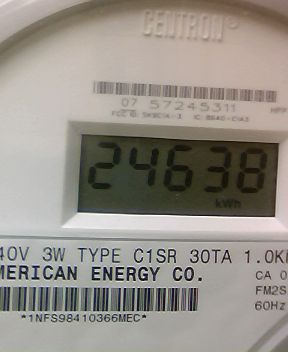 CENTRON®
07 57245311
24638
kWh
40V 3W TYPE C1SR 30TA 1.0K
MERICAN ENERGY CO.
CA 0
FM2S
60Hz
*1NFS98410366MEC*